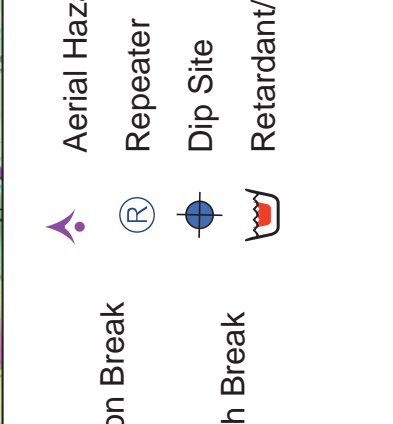 Aerial Haz
R Repeater
Dip Site
Retardant/
on Break
h Break